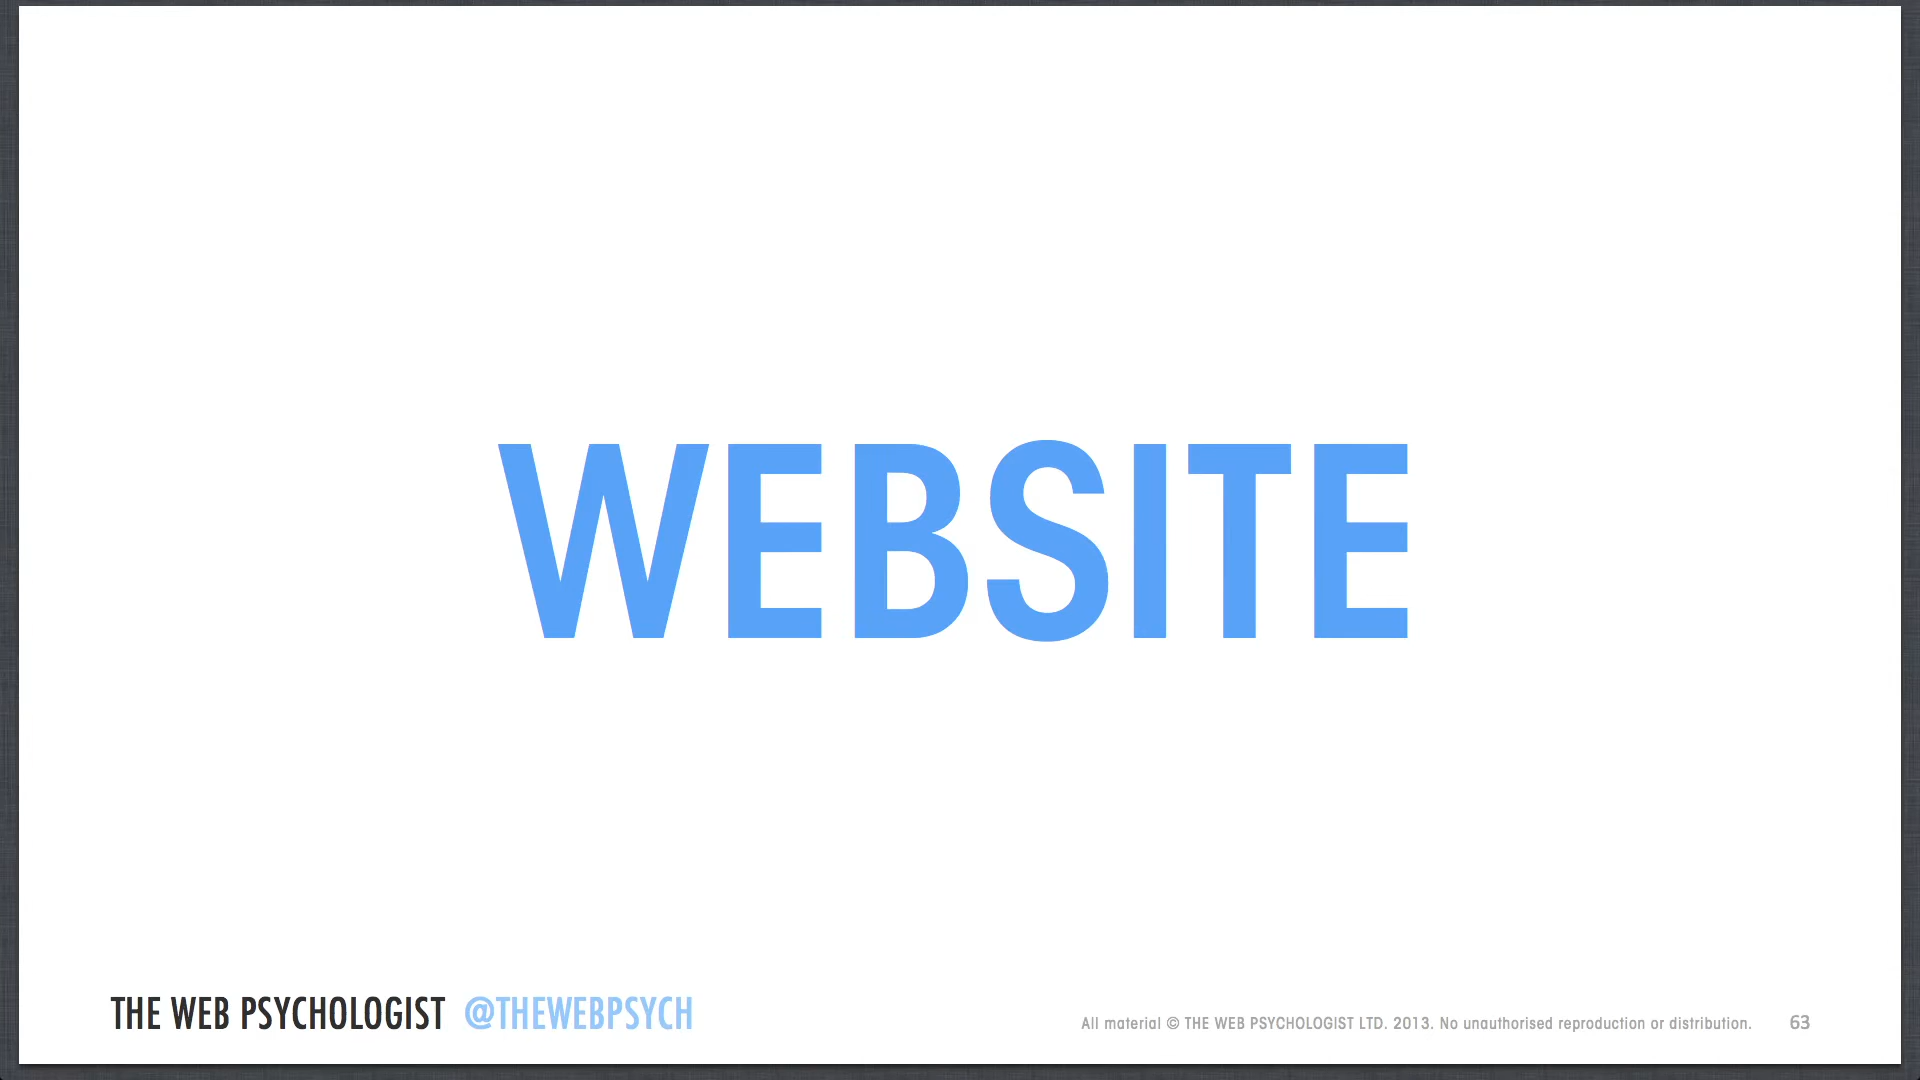 WEBSITE
THE WEB PSYCHOLOGIST @THEWEBPSYCH
All material © THE WEB PSYCHOLOGIST LTD. 2013. No unauthorised reproduction or distribution. 63